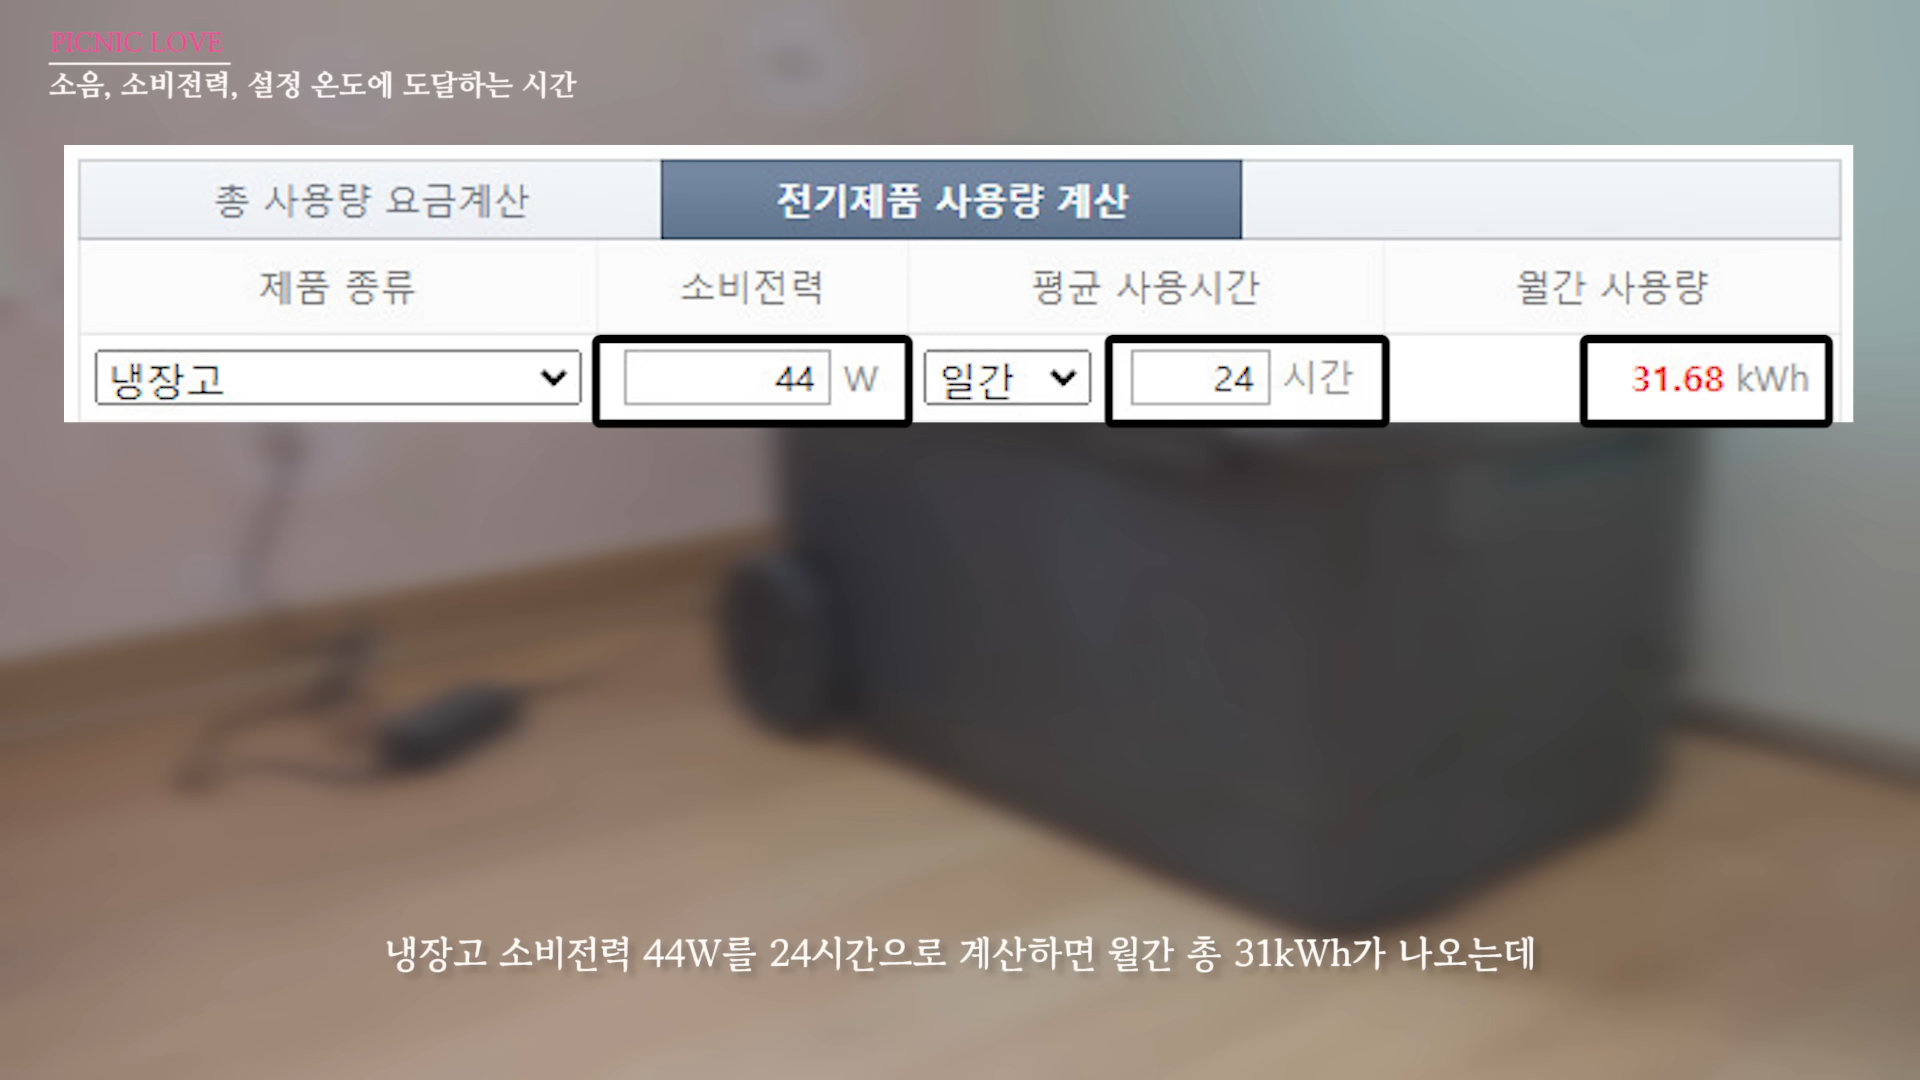 PICNIC LOVE
소음, 소비전력, 설정 온도에 도달하는 시간
총 사용량 요금계산 전기제품 사용량 계산
제품 종류 소비전력 평균 사용시간 월간 사용량
냉장고 44 W 일간 24 시간 31.68 kWh
냉장고 소비전력 44W를 24시간으로 계산하면 월간 총 31kWh가 나오는데